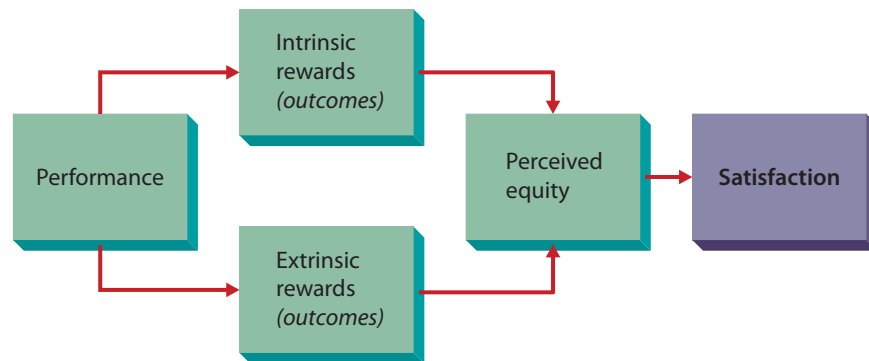 Performance
Intrinsic
rewards
(outcomes)
Extrinsic
rewards
(outcomes)
Perceived
equity
Satisfaction